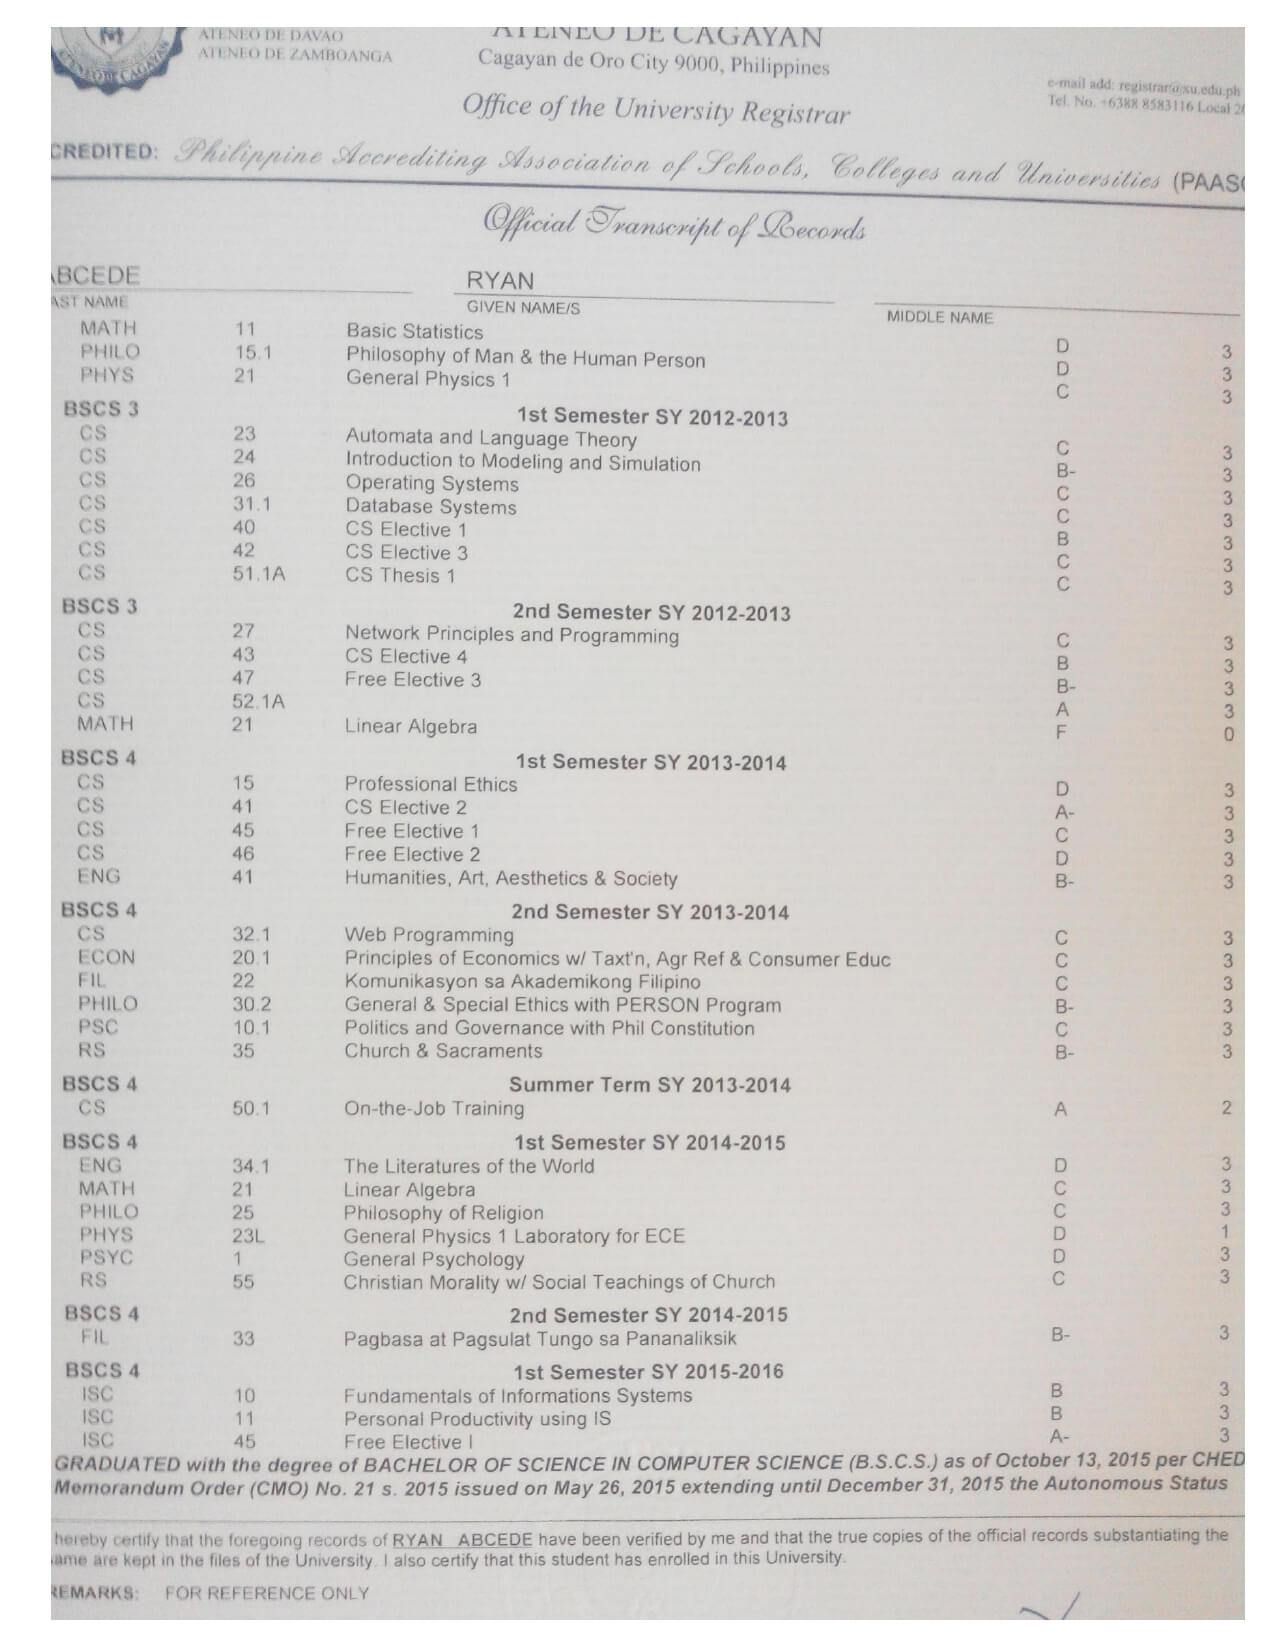 ATENEO DE DAVAO
ATENEO DE ZAMBOANGA
ATENEO DE CAGAYAN
ATENEO DE CAGAYAN
Cagayan de Oro City 9000, Philippines
Office of the University Registrar
e-mail add: registrar@xu.edu.ph
Tel. No. +6388 8583116 Local
CREDITED: Philippine Accrediting Association of Schools, Colleges and Universities (PAASC
Official Transcript of Records
ABCEDE RYAN
AST NAME GIVEN NAME/S MIDDLE NAME
MATH 11 Basic Statistics D 3
PHILO 15.1 Philosophy of Man & the Human Person D 3
PHYS 21 General Physics 1 C 3
BSCS 3 1st Semester SY 2012-2013
CS 23 Automata and Language Theory C 3
CS 24 Introduction to Modeling and Simulation B- 3
CS 26 Operating Systems C 3
CS 31.1 Database Systems C 3
CS 40 CS Elective 1 B 3
CS 42 CS Elective 3 C 3
CS 51.1A CS Thesis 1 C 3
BSCS 3 2nd Semester SY 2012-2013
CS 27 Network Principles and Programming C 3
CS 43 CS Elective 4 B 3
CS 47 Free Elective 3 B- 3
CS 52.1A A 3
MATH 21 Linear Algebra F 0
BSCS 4 1st Semester SY 2013-2014
CS 15 Professional Ethics D 3
CS 41 CS Elective 2 A- 3
CS 45 Free Elective 1 C 3
CS 46 Free Elective 2 D 3
ENG 41 Humanities, Art, Aesthetics & Society B- 3
BSCS 4 2nd Semester SY 2013-2014
CS 32.1 Web Programming C 3
ECON 20.1 Principles of Economics w/ Taxt'n, Agr Ref & Consumer Educ C 3
FIL 22 Komunikasyon sa Akademikong Filipino C 3
PHILO 30.2 General & Special Ethics with PERSON Program B- 3
PSC 10.1 Politics and Governance with Phil Constitution C 3
RS 35 Church & Sacraments B- 3
BSCS 4 Summer Term SY 2013-2014
CS 50.1 On-the-Job Training A 2
BSCS 4 1st Semester SY 2014-2015
ENG 34.1 The Literatures of the World D 3
MATH 21 Linear Algebra C 3
PHILO 25 Philosophy of Religion C 3
PHYS 23L General Physics 1 Laboratory for ECE D 1
PSYC 1 General Psychology D 3
RS 55 Christian Morality w/ Social Teachings of Church C 3
BSCS 4 2nd Semester SY 2014-2015
FIL 33 Pagbasa at Pagsulat Tungo sa Pananaliksik B- 3
BSCS 4 1st Semester SY 2015-2016
ISC 10 Fundamentals of Informations Systems B 3
ISC 11 Personal Productivity using IS B 3
ISC 45 Free Elective I A- 3
GRADUATED with the degree of BACHELOR OF SCIENCE IN COMPUTER SCIENCE (B.S.C.S.) as of October 13, 2015 per CHED
Memorandum Order (CMO) No. 21 s. 2015 issued on May 26, 2015 extending until December 31, 2015 the Autonomous Status
hereby certify that the foregoing records of RYAN ABCEDE have been verified by me and that the true copies of the official records substantiating the
ame are kept in the files of the University. I also certify that this student has enrolled in this University.
REMARKS: FOR REFERENCE ONLY